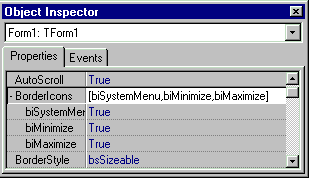 Object Inspector
Form1: TForm1
Properties Events
AutoScroll True
- BorderIcons [biSystemMenu,biMinimize,biMaximize]
biSystemMer True
biMinimize True
biMaximize True
BorderStyle bsSizeable